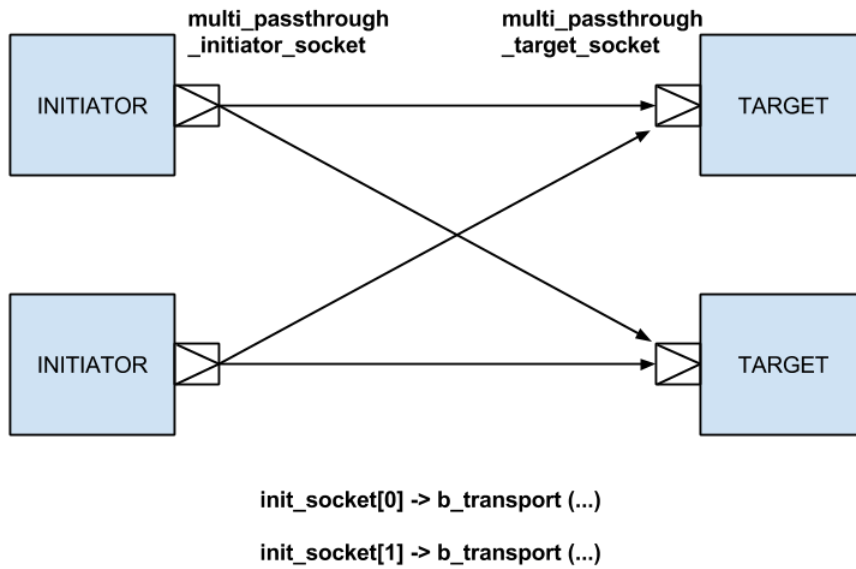 multi_passthrough
_initiator_socket
multi_passthrough
_target_socket
INITIATOR
TARGET
INITIATOR
TARGET
init_socket[0] -> b_transport (...)
init_socket[1] -> b_transport (...)